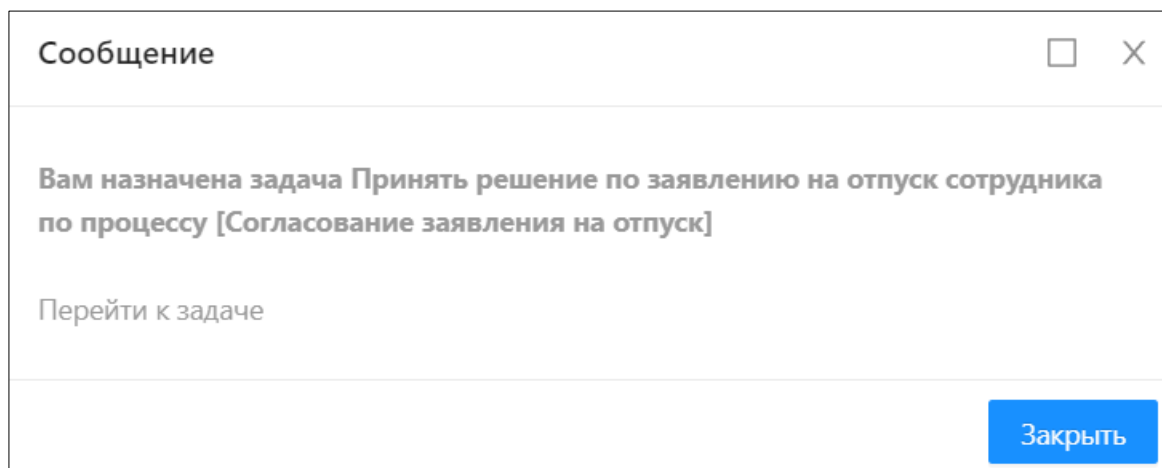 Сообщение
Вам назначена задача Принять решение по заявлению на отпуск сотрудника
по процессу [Согласование заявления на отпуск]
Перейти к задаче
Закрыть